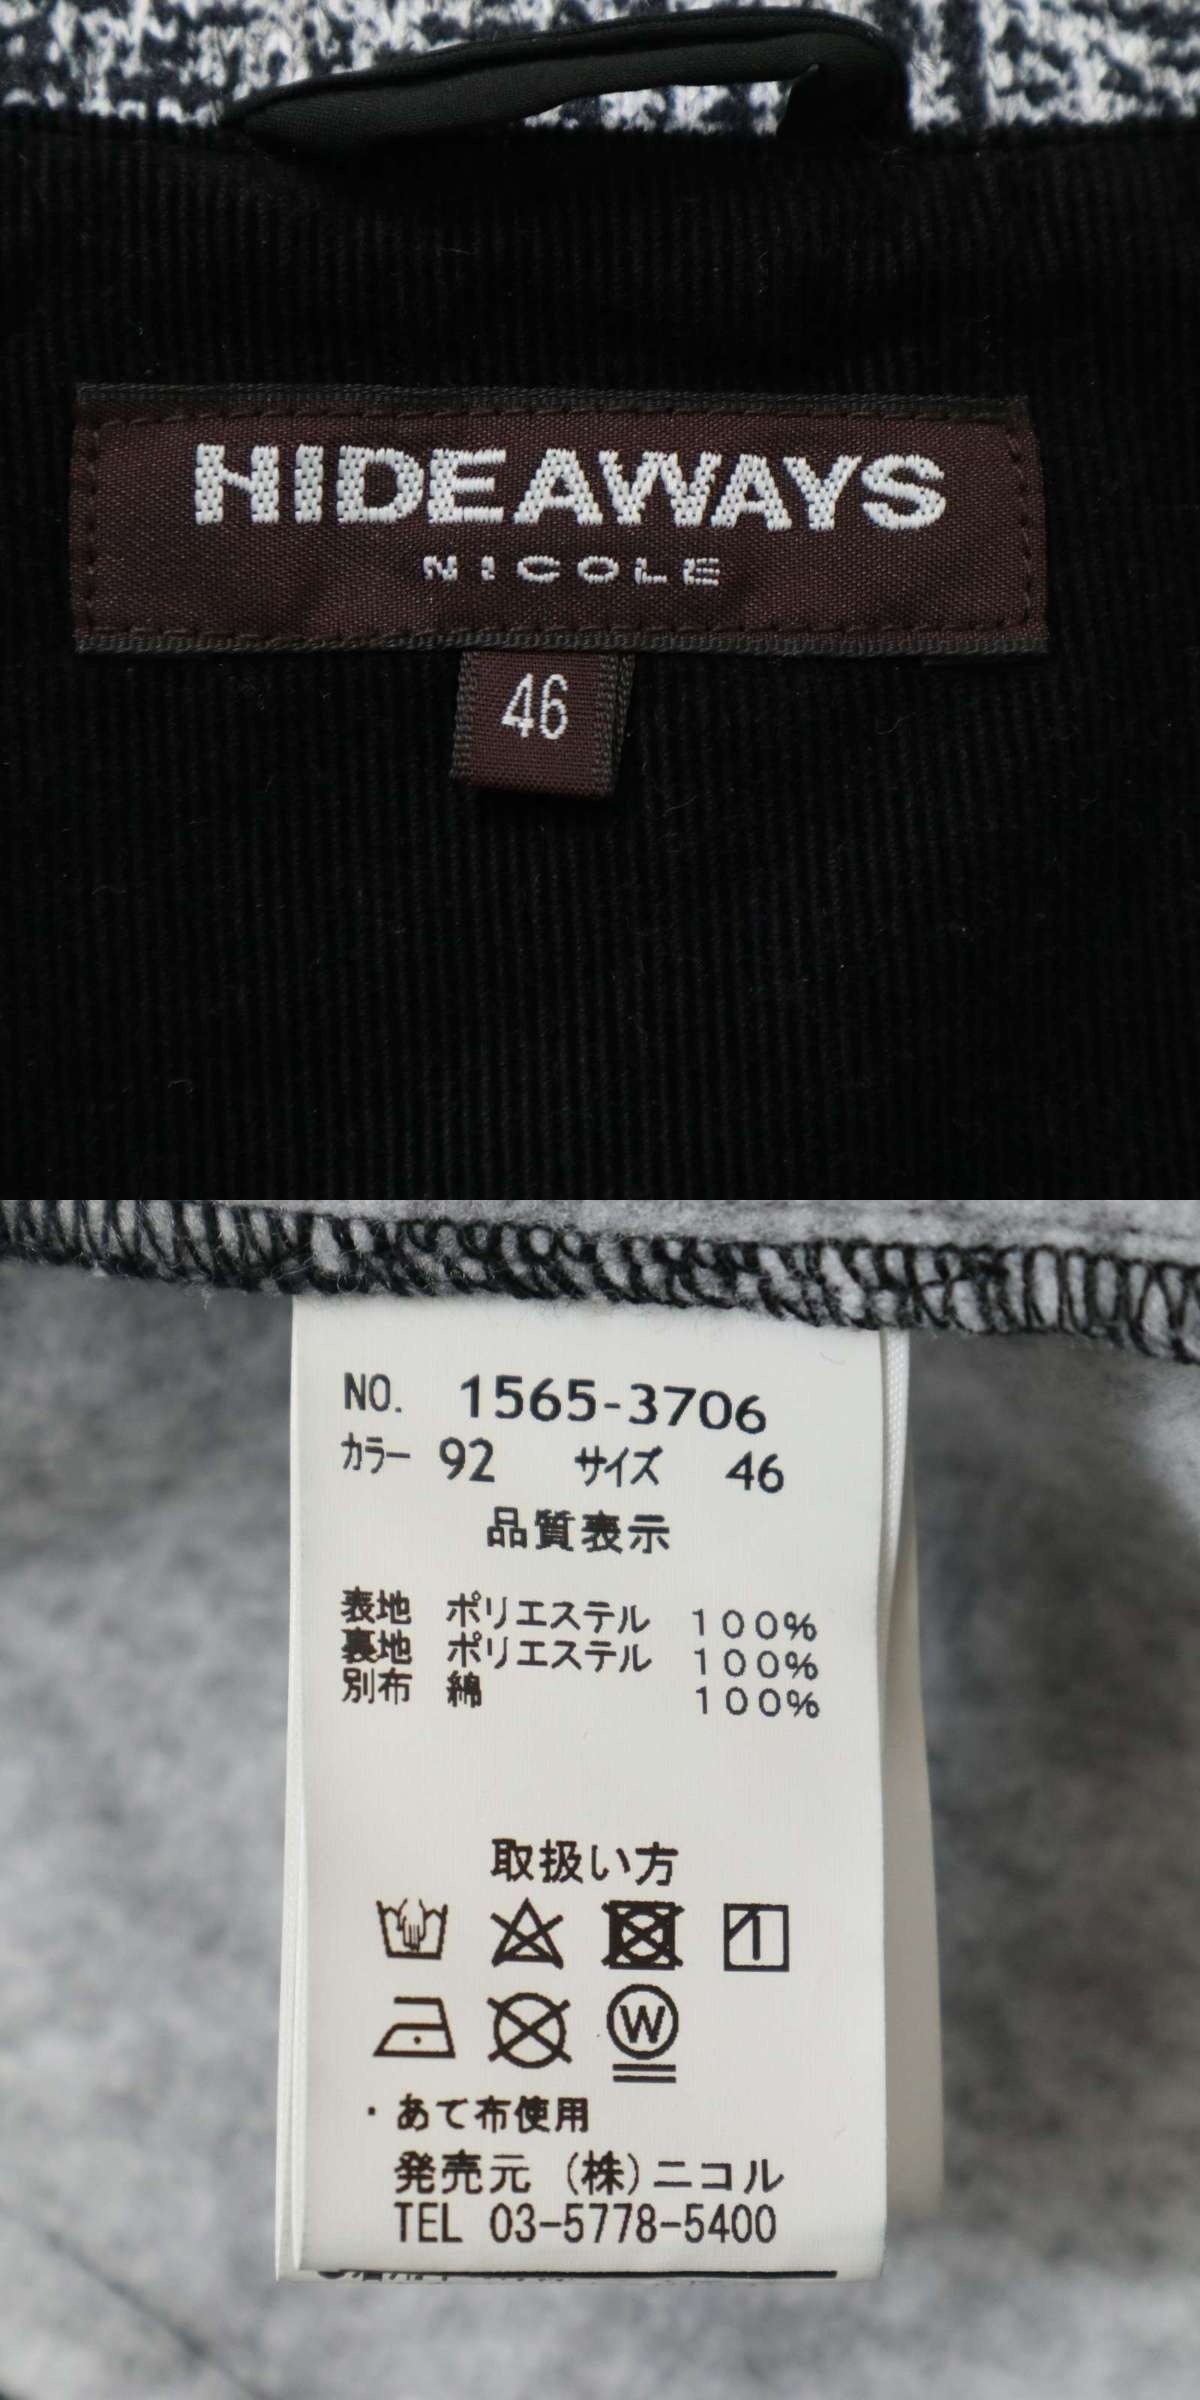 HIDEAWAYS
NICOLE
46
NO. 1565-3706
カラー 92 サイズ 46
品質表示
表地 ポリエステル 100%
裏地 ポリエステル 100%
別布 綿 100%
取扱い方
W
・あて布使用
発売元 (株)ニコル
TEL 03-5778-5400